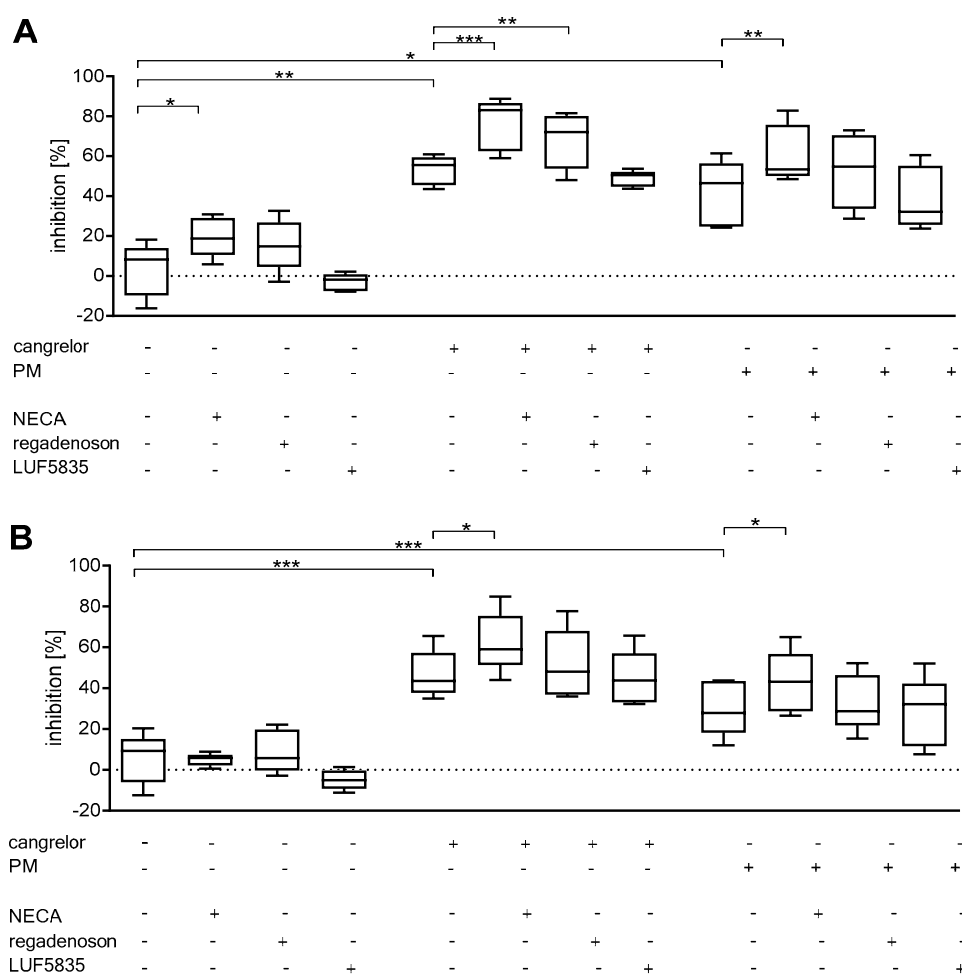 A
** 
*** **
*
**
*
100
80
60
40
20
0
-20
inhibition [%]
cangrelor - - - - + + + + - - - -
PM - - - - - - - - + + + +
NECA - + - - - + - - - + - -
regadenoson - - + - - - + - - - + -
LUF5835 - - - + - - - + - - - +
B
* *
***
***
100
80
60
40
20
0
-20
inhibition [%]
cangrelor - - - - + + + + - - - -
PM - - - - - - - - + + + +
NECA - + - - - + - - - + - -
regadenoson - - + - - - + - - - + -
LUF5835 - - - + - - - + - - - +